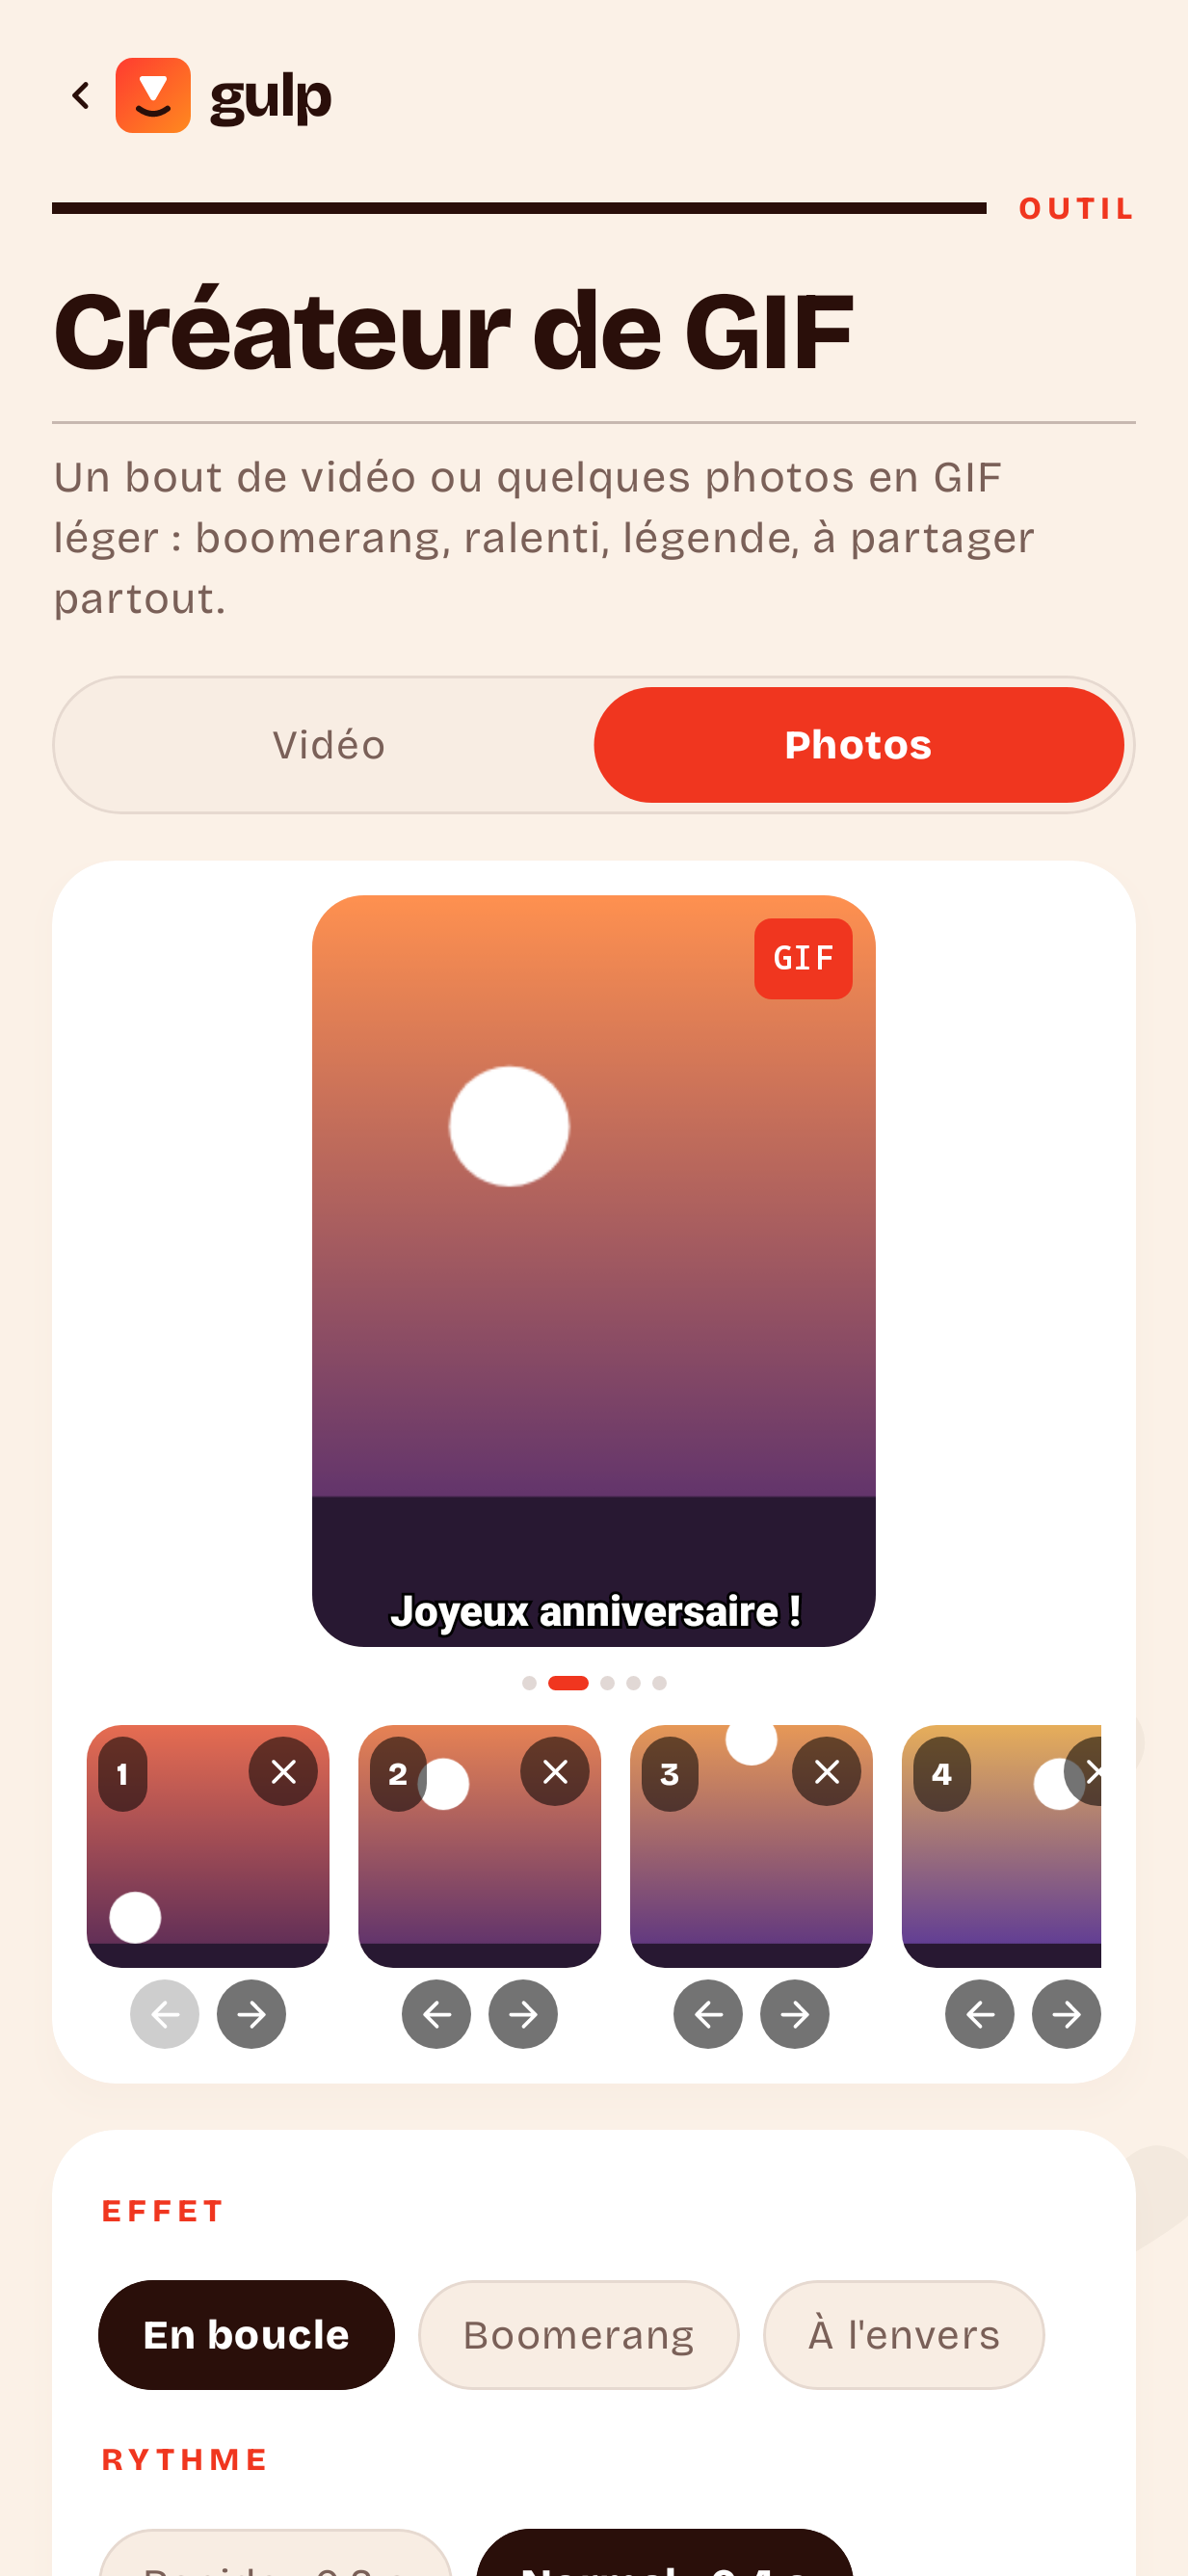 gulp
OUTIL
Créateur de GIF
Un bout de vidéo ou quelques photos en GIF
léger : boomerang, ralenti, légende, à partager
partout.
Vidéo Photos
GIF
Joyeux anniversaire !
1 2 3 4
EFFET
En boucle Boomerang À l'envers
RYTHME